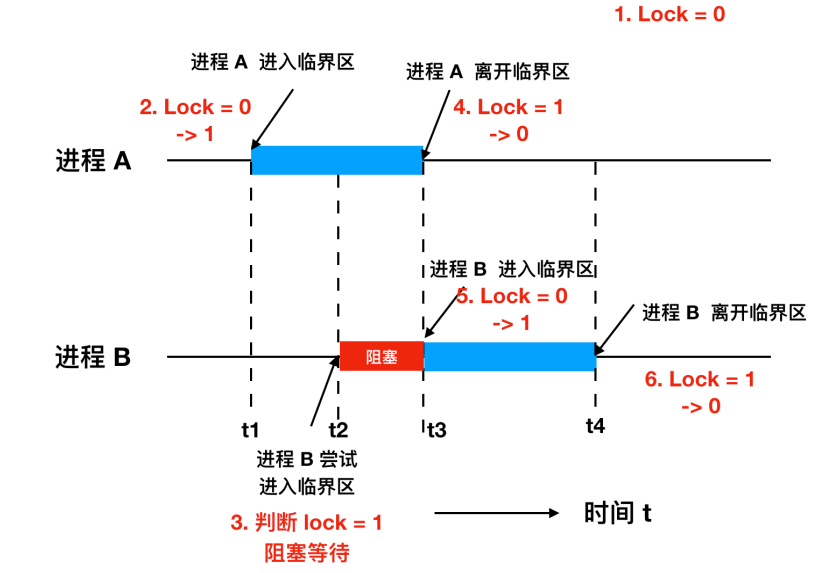 1. Lock = 0
进程 A 进入临界区
进程 A 离开临界区
2. Lock = 0
-> 1
4. Lock = 1
-> 0
进程 A
进程 B 进入临界区
5. Lock = 0
-> 1
进程 B 离开临界区
进程 B
阻塞
6. Lock = 1
-> 0
t1
t2
t3
t4
进程 B 尝试
进入临界区
3. 判断 lock = 1
阻塞等待
时间 t